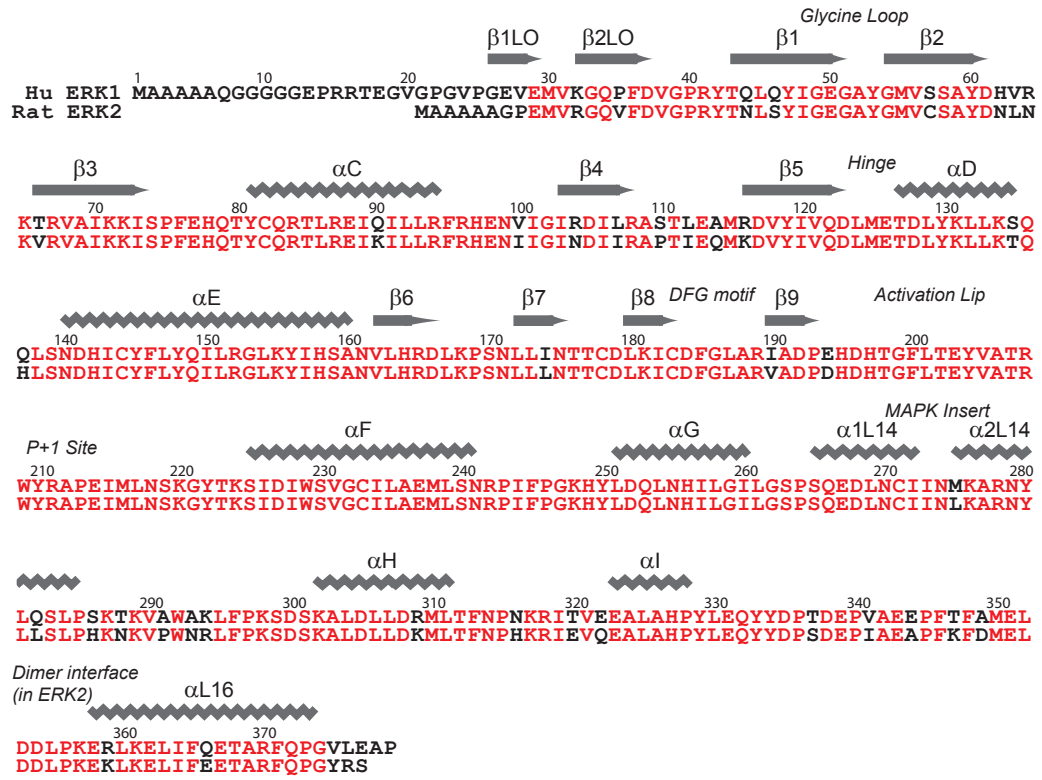 Glycine Loop
β1LO β2LO β1 β2
1 10 20 30 40 50 60
Hu ERK1 MAAAAAQGGGGGEPRRTEGVGPGVPGEVEMVKGQPFDVGPRYTQLQYIGEGAYGMVSSAYDHVR
Rat ERK2 MAAAAAGPEMVRGQVFDVGPRYTNLSYIGEGAYGMVCSAYDNLN
β3 αC β4 β5 Hinge αD
70 81 90 100 110 120 130
KTRVAIKKISPFEHQTYCQRTLREIQILLRFRHENVIGIRDILRASTLEAMRDVYIVQDLMETDLYKLLKSQ
KVRVAIKKISPFEHQTYCQRTLREIKILLRFRHENIIGINDIIRAPTIEQMKDVYIVQDLMETDLYKLLKTQ
αE β6 β7 β8 DFG motif β9 Activation Lip
140 150 160 170 180 190 200
QLSNDHICYFLYQILRGLKYIHSANVLHRDLKPSNLLINTTCDLKICDFGLARIADPEHDHTGFLTEYVATR
HLSNDHICYFLYQILRGLKYIHSANVLHRDLKPSNLLLNTTCDLKICDFGLARVADPDHDHTGFLTEYVATR
MAPK Insert
P+1 Site αF αG α1L14 α2L14
210 220 230 240 250 260 270 280
WYRAPEIMLNSKGYTKSIDIWSVGCILAEMLSNRPIFPGKHYLDQLNHILGILGSPSQEDLNCIINMKARNY
WYRAPEIMLNSKGYTKSIDIWSVGCILAEMLSNRPIFPGKHYLDQLNHILGILGSPSQEDLNCIINLKARNY
αH αI
290 300 310 320 330 340 350
LQSLPSKTKVAWAKLFPKSDSKALDLLDRMLTFNPNKRITVEEALAHPYLEQYYDPTDEPVAEEPFTFAMEL
LLSLPHKNKVPWNRLFPKSDSKALDLLDKMLTFNPHKRIEVQEALAHPYLEQYYDPSDEPIAEAPFKFDMEL
Dimer interface
(in ERK2) αL16
360 370
DDLPKERLKELIFQETARFQPGVLEAP
DDLPKEKLKELIFEETARFQPGYRS